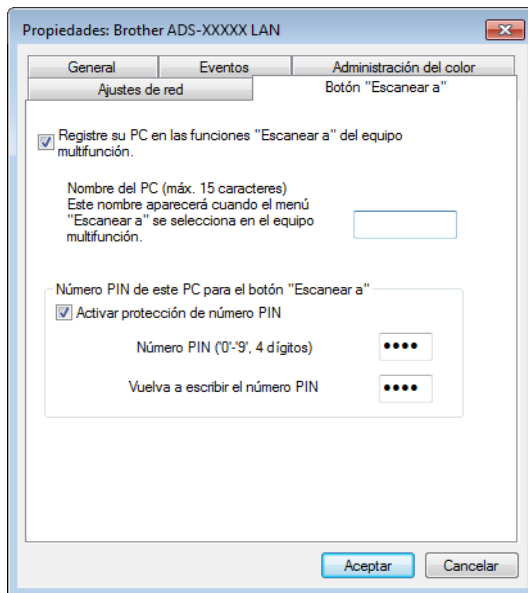 Propiedades: Brother ADS-XXXXX LAN
General
Eventos
Administración del color
Ajustes de red
Botón "Escanear a"
Registre su PC en las funciones "Escanear a" del equipo
multifunción.
Nombre del PC (máx. 15 caracteres)
Este nombre aparecerá cuando el menú
"Escanear a" se selecciona en el equipo
multifunción.
Número PIN de este PC para el botón "Escanear a"
Activar protección de número PIN
Número PIN ('0'-'9', 4 dígitos)
••••
Vuelva a escribir el número PIN
••••
Aceptar
Cancelar